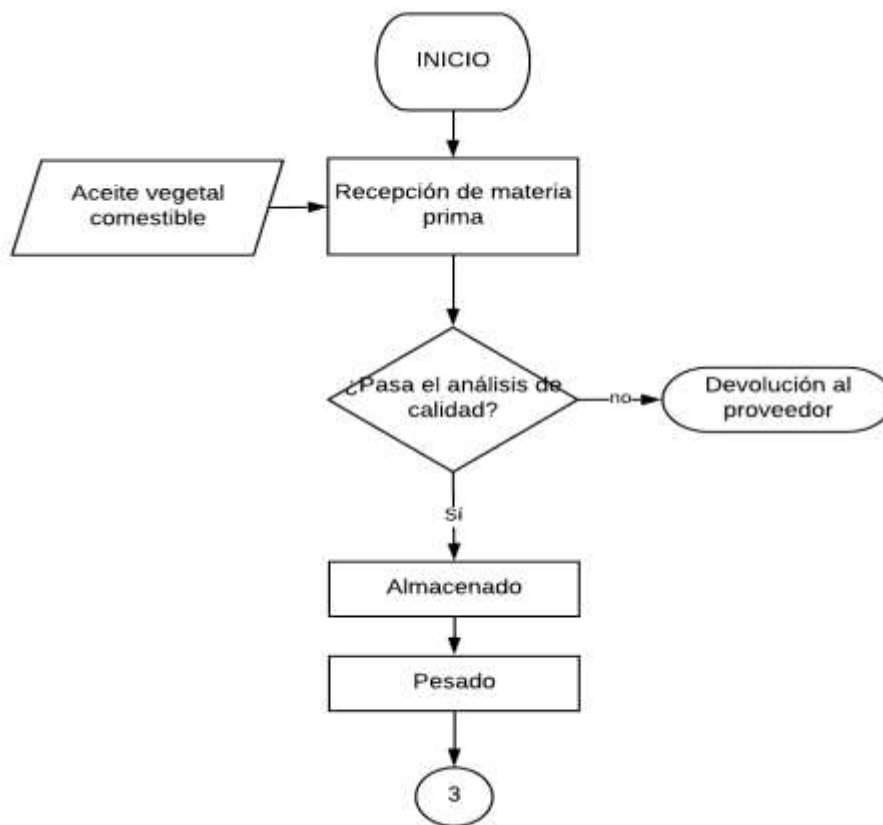 INICIO
Aceite vegetal
comestible
Recepción de materia
prima
¿Pasa el análisis de
calidad?
no
Devolución al
proveedor
Sí
Almacenado
Pesado
3